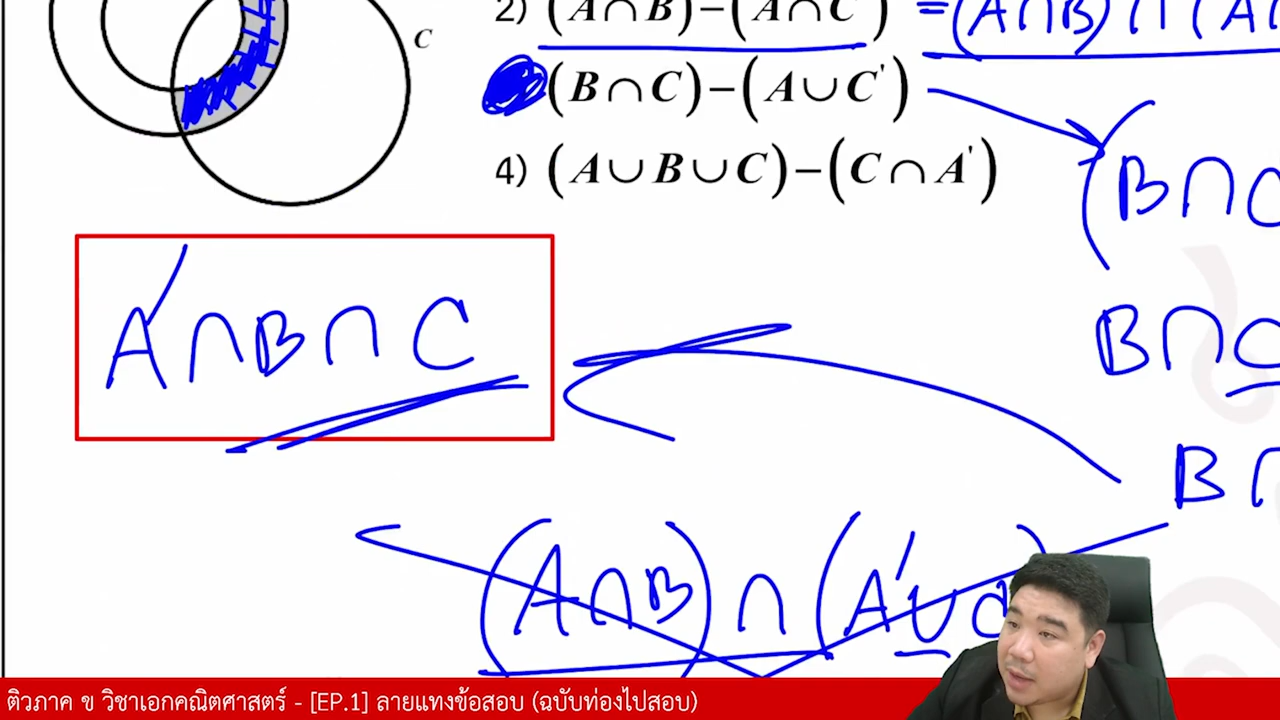 2) (A∩B)−(A∩C') = (A∩B)∩(A
C
(B∩C)−(A∪C')
4) (A∪B∪C)−(C∩A')
(B∩C
A'∩B∩C
B∩C
B∩
(A∩B)∩(A'∪
ติวภาค ข วิชาเอกคณิตศาสตร์ - [EP.1] ลายแทงข้อสอบ (ฉบับท่องไปสอบ)